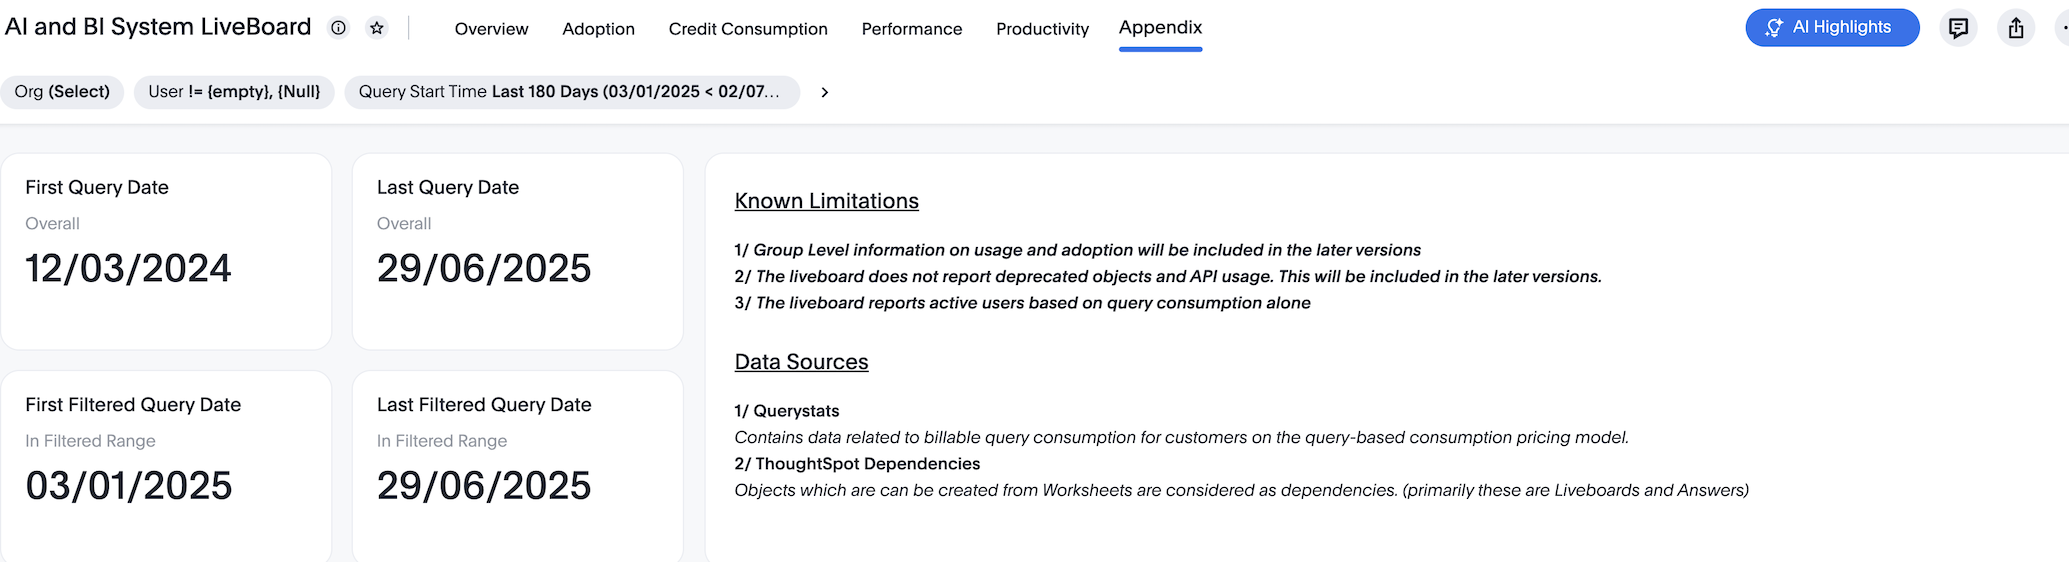 AI and BI System LiveBoard
Overview Adoption Credit Consumption Performance Productivity Appendix
AI Highlights
Org (Select) User != {empty}, {Null} Query Start Time Last 180 Days (03/01/2025 < 02/07...
First Query Date
Overall
12/03/2024
Last Query Date
Overall
29/06/2025
First Filtered Query Date
In Filtered Range
03/01/2025
Last Filtered Query Date
In Filtered Range
29/06/2025
Known Limitations
1/ Group Level information on usage and adoption will be included in the later versions
2/ The liveboard does not report deprecated objects and API usage. This will be included in the later versions.
3/ The liveboard reports active users based on query consumption alone
Data Sources
1/ Querystats
Contains data related to billable query consumption for customers on the query-based consumption pricing model.
2/ ThoughtSpot Dependencies
Objects which are can be created from Worksheets are considered as dependencies. (primarily these are Liveboards and Answers)